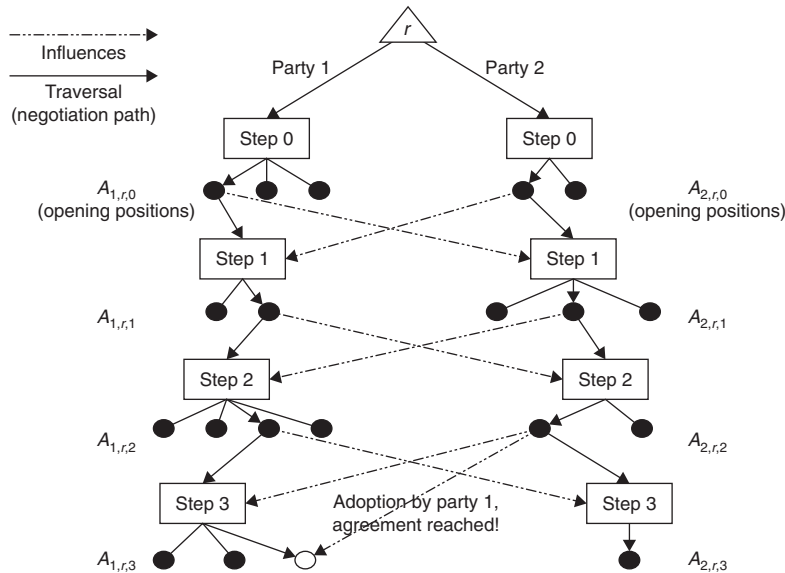 r
Influences
Party 1
Party 2
Traversal
(negotiation path)
Step 0
Step 0
A1,r,0
(opening positions)
A2,r,0
(opening positions)
Step 1
Step 1
A1,r,1
A2,r,1
Step 2
Step 2
A1,r,2
A2,r,2
Step 3
Adoption by party 1,
agreement reached!
Step 3
A1,r,3
A2,r,3